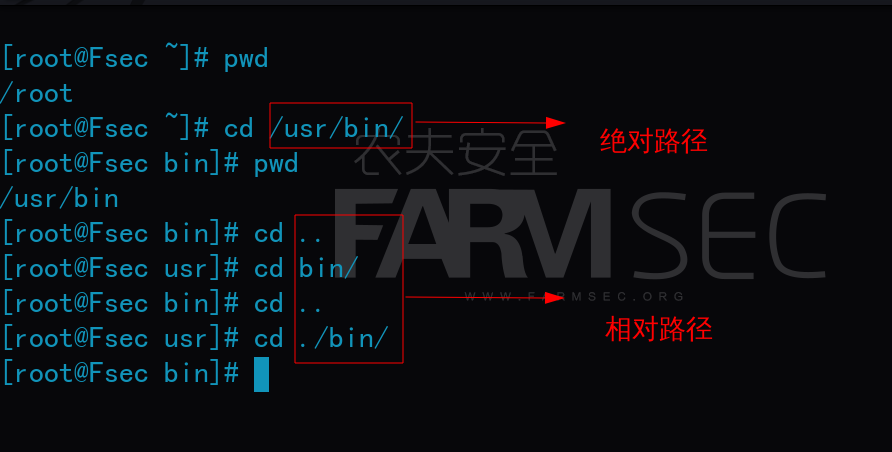 [root@Fsec ~]# pwd
/root
[root@Fsec ~]# cd /usr/bin/
绝对路径
农夫安全
[root@Fsec bin]# pwd
/usr/bin
FARMSEC
[root@Fsec bin]# cd ..
[root@Fsec usr]# cd bin/
WWW.FARMSEC.ORG
[root@Fsec bin]# cd ..
相对路径
[root@Fsec usr]# cd ./bin/
[root@Fsec bin]#